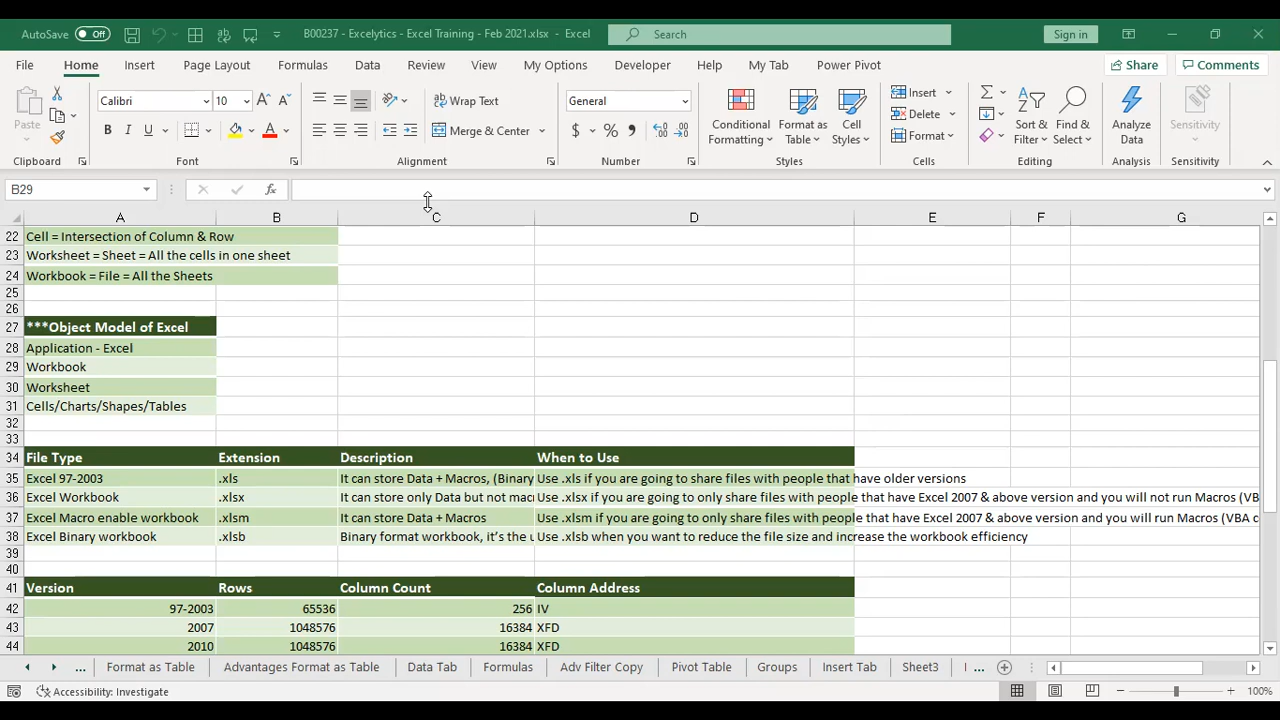 AutoSave Off B00237 - Excelytics - Excel Training - Feb 2021.xlsx - Excel Search Sign in
File Home Insert Page Layout Formulas Data Review View My Options Developer Help My Tab Power Pivot Share Comments
Calibri 10 A A Wrap Text General Insert
Paste B I U A Merge & Center $ % Conditional Formatting Format as Table Cell Styles Delete Format Sort & Filter Find & Select Analyze Data Sensitivity
Clipboard Font Alignment Number Styles Cells Editing Analysis Sensitivity
B29 fx
A B C D E F G
22 Cell = Intersection of Column & Row
23 Worksheet = Sheet = All the cells in one sheet
24 Workbook = File = All the Sheets
25
26
27 ***Object Model of Excel
28 Application - Excel
29 Workbook
30 Worksheet
31 Cells/Charts/Shapes/Tables
32
33
34 File Type Extension Description When to Use
35 Excel 97-2003 .xls It can store Data + Macros, (Binary Use .xls if you are going to share files with people that have older versions
36 Excel Workbook .xlsx It can store only Data but not mac Use .xlsx if you are going to only share files with people that have Excel 2007 & above version and you will not run Macros (VB
37 Excel Macro enable workbook .xlsm It can store Data + Macros Use .xlsm if you are going to only share files with people that have Excel 2007 & above version and you will run Macros (VBA c
38 Excel Binary workbook .xlsb Binary format workbook, it's the u Use .xlsb when you want to reduce the file size and increase the workbook efficiency
39
40
41 Version Rows Column Count Column Address
42 97-2003 65536 256 IV
43 2007 1048576 16384 XFD
44 2010 1048576 16384 XFD
... Format as Table Advantages Format as Table Data Tab Formulas Adv Filter Copy Pivot Table Groups Insert Tab Sheet3 ...
Accessibility: Investigate 100%